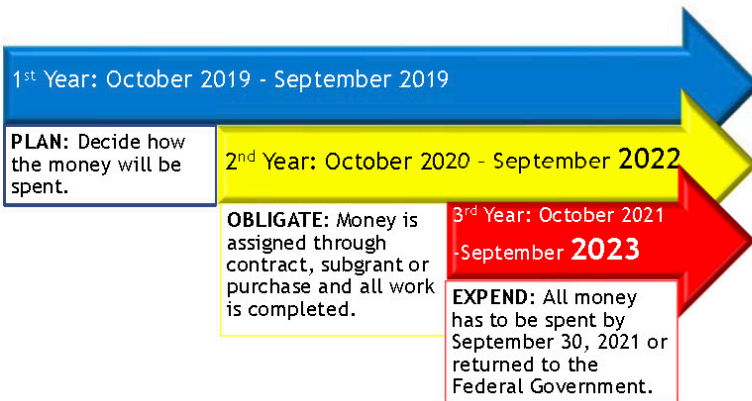 1st Year: October 2019 - September 2019
PLAN: Decide how
the money will be
spent.
2nd Year: October 2020 - September 2022
OBLIGATE: Money is
assigned through
contract, subgrant or
purchase and all work
is completed.
3rd Year: October 2021
-September 2023
EXPEND: All money
has to be spent by
September 30, 2021 or
returned to the
Federal Government.